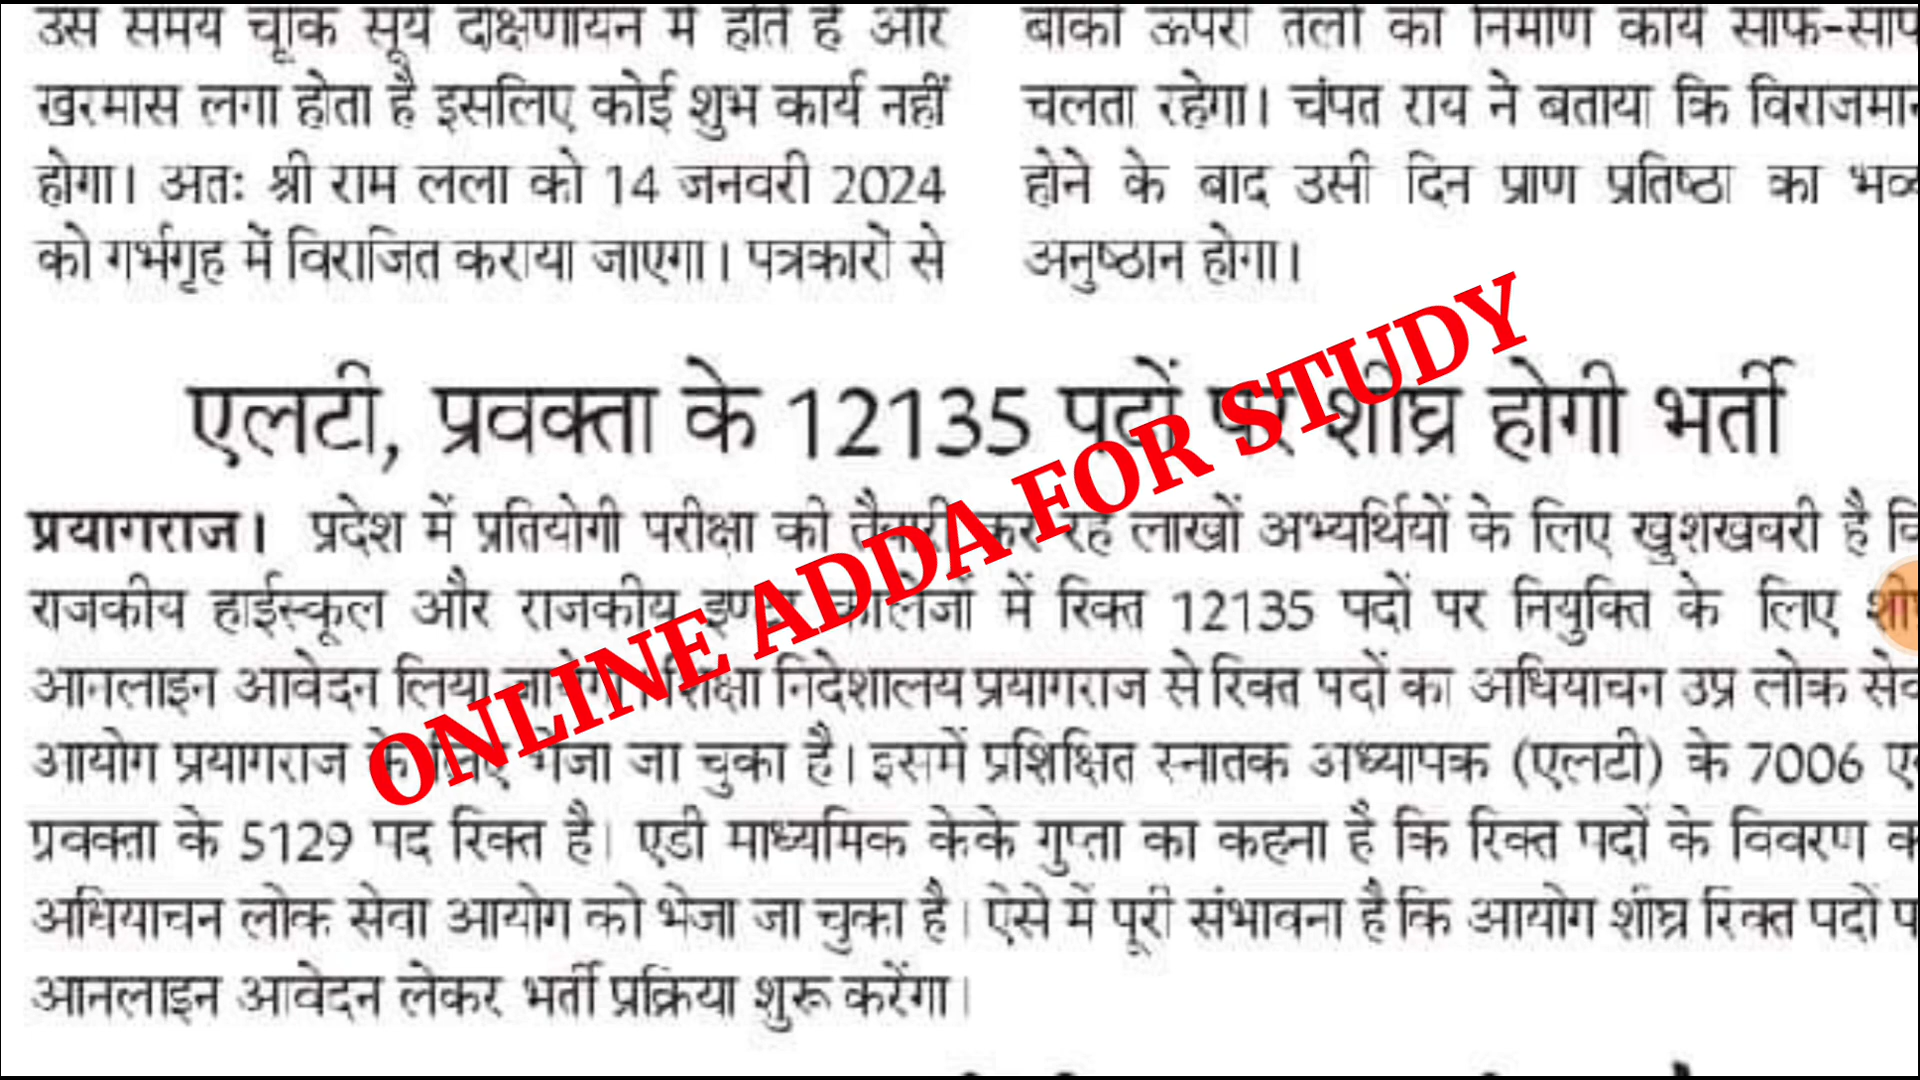 उस समय चूंकि सूर्य दक्षिणायन में होते हैं और
खरमास लगा होता है इसलिए कोई शुभ कार्य नहीं
होगा। अतः श्री राम लला को 14 जनवरी 2024
को गर्भगृह में विराजित कराया जाएगा। पत्रकारों से
बाकी ऊपरी तलों का निर्माण कार्य साथ-साथ
चलता रहेगा। चंपत राय ने बताया कि विराजमान
होने के बाद उसी दिन प्राण प्रतिष्ठा का
अनुष्ठान होगा।
एलटी, प्रवक्ता के 12135 पदों पर शीघ्र होगी भर्ती
प्रयागराज। प्रदेश में प्रतियोगी परीक्षा की तैयारी कर रहे लाखों अभ्यर्थियों के लिए खुशखबरी है
राजकीय हाईस्कूल और राजकीय इण्टर कालेजों में रिक्त 12135 पदों पर नियुक्ति के लिए
आनलाइन आवेदन लिया जायेगा। शिक्षा निदेशालय प्रयागराज से रिक्त पदों का अधियाचन उप्र लोक
आयोग प्रयागराज के लिए भेजा जा चुका है। इसमें प्रशिक्षित स्नातक अध्यापक (एलटी) के 7006
प्रवक्ता के 5129 पद रिक्त है। एडी माध्यमिक केके गुप्ता का कहना है कि रिक्त पदों के विवरण
अधियाचन लोक सेवा आयोग को भेजा जा चुका है। ऐसे में पूरी संभावना है कि आयोग शीघ्र रिक्त पदों
आनलाइन आवेदन लेकर भर्ती प्रक्रिया शुरू करेंगा।
ONLINE ADDA FOR STUDY